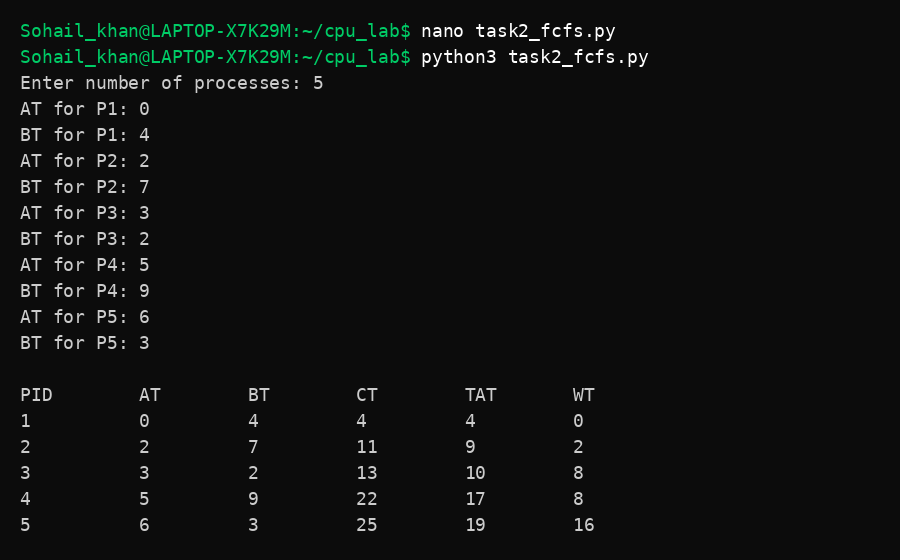 Sohail_khan@LAPTOP-X7K29M:~/cpu_lab$ nano task2_fcfs.py
Sohail_khan@LAPTOP-X7K29M:~/cpu_lab$ python3 task2_fcfs.py
Enter number of processes: 5
AT for P1: 0
BT for P1: 4
AT for P2: 2
BT for P2: 7
AT for P3: 3
BT for P3: 2
AT for P4: 5
BT for P4: 9
AT for P5: 6
BT for P5: 3

PID        AT        BT        CT        TAT       WT
1          0         4         4         4         0
2          2         7         11        9         2
3          3         2         13        10        8
4          5         9         22        17        8
5          6         3         25        19        16